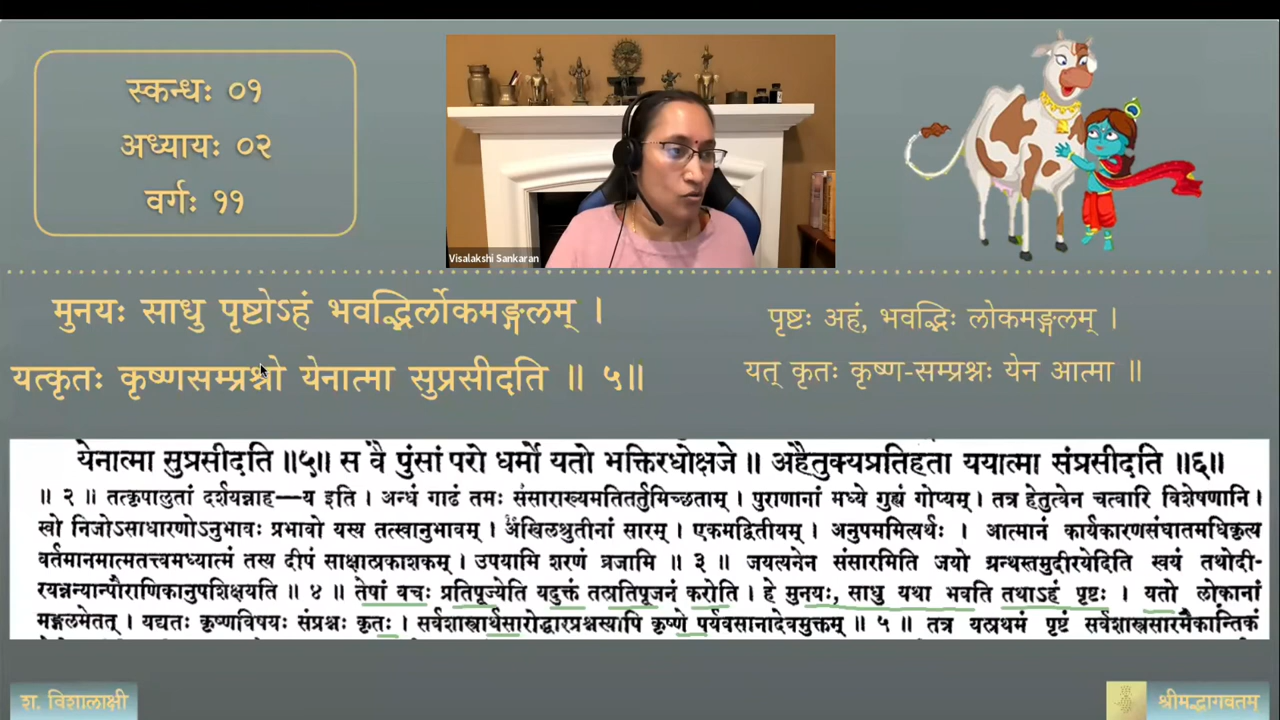 स्कन्धः ०१
अध्यायः ०२
वर्गः ११
Visalakshi Sankaran
मुनयः साधु पृष्टोऽहं भवद्भिर्लोकमङ्गलम् ।
यत्कृतः कृष्णसम्प्रश्नो येनात्मा सुप्रसीदति ॥ ५॥
पृष्टः अहं, भवद्भिः लोकमङ्गलम् ।
यत् कृतः कृष्ण-सम्प्रश्नः येन आत्मा ॥
येनात्मा सुप्रसीदति ॥५॥ स वै पुंसां परो धर्मो यतो भक्तिरधोक्षजे ॥ अहैतुक्यप्रतिहता ययात्मा संप्रसीदति ॥६॥
॥ २ ॥ तत्कृपालुतां दर्शयन्नाह—य इति । अन्धं गाढं तमः संसाराख्यमतितर्तुमिच्छताम् । पुराणानां मध्ये गुह्यं गोप्यम् । तत्र हेतुत्वेन चत्वारि विशेषणानि ।
स्वो निजोऽसाधारणोऽनुभावः प्रभावो यस्य तत्स्वानुभावम् । अखिलश्रुतीनां सारम् । एकमद्वितीयम् । अनुपममित्यर्थः । आत्मानं कार्यकारणसंघातमधिकृत्य
वर्तमानमात्मतत्त्वमध्यात्मं तस्य दीपं साक्षात्प्रकाशकम् । उपयामि शरणं व्रजामि ॥ ३ ॥ जयत्यनेन संसारमिति जयो ग्रन्थस्तमुदीरयेदिति स्वयं तथोदी-
रयन्नन्यान्पौराणिकानुपशिक्षयति ॥ ४ ॥ तेषां वचः प्रतिपूज्येति यदुक्तं तत्प्रतिपूजनं करोति । हे मुनयः, साधु यथा भवति तथाऽहं पृष्टः । यतो लोकानां
मङ्गलमेतत् । यद्यतः कृष्णविषयः संप्रश्नः कृतः । सर्वशास्त्रार्थसारोद्धारप्रश्नस्यापि कृष्णे पर्यवसानादेवमुक्तम् ॥ ५ ॥ तत्र यत्प्रथमं पृष्टं सर्वशास्त्रसारमैकान्तिकं
श. विशालाक्षी
श्रीमद्भागवतम्